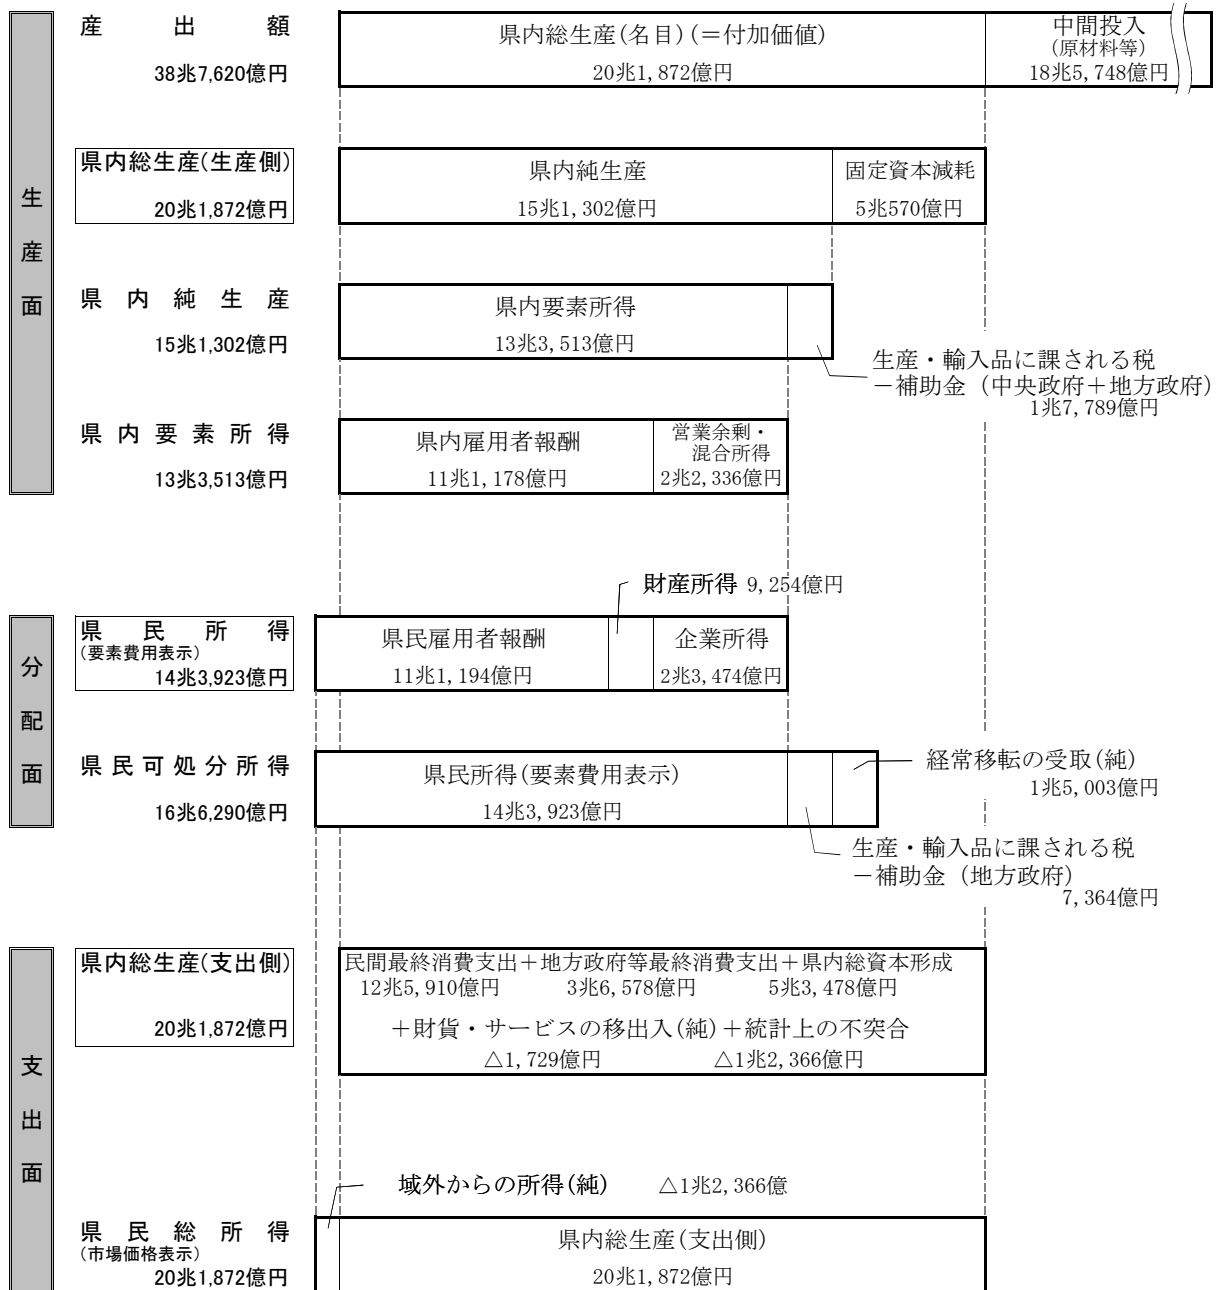 生産面
産出額
38兆7,620億円
県内総生産(名目)(＝付加価値)
20兆1,872億円
中間投入
(原材料等)
18兆5,748億円
県内総生産(生産側)
20兆1,872億円
県内純生産
15兆1,302億円
固定資本減耗
5兆570億円
県内純生産
15兆1,302億円
県内要素所得
13兆3,513億円
生産・輸入品に課される税
－補助金（中央政府＋地方政府）
1兆7,789億円
県内要素所得
13兆3,513億円
県内雇用者報酬
11兆1,178億円
営業余剰・
混合所得
2兆2,336億円
分配面
財産所得 9,254億円
県民所得
(要素費用表示)
14兆3,923億円
県民雇用者報酬
11兆1,194億円
企業所得
2兆3,474億円
県民可処分所得
16兆6,290億円
県民所得(要素費用表示)
14兆3,923億円
経常移転の受取(純)
1兆5,003億円
生産・輸入品に課される税
－補助金（地方政府）
7,364億円
支出面
県内総生産(支出側)
20兆1,872億円
民間最終消費支出＋地方政府等最終消費支出＋県内総資本形成
12兆5,910億円 3兆6,578億円 5兆3,478億円
＋財貨・サービスの移出入(純)＋統計上の不突合
△1,729億円 △1兆2,366億円
域外からの所得(純) △1兆2,366億
県民総所得
(市場価格表示)
20兆1,872億円
県内総生産(支出側)
20兆1,872億円